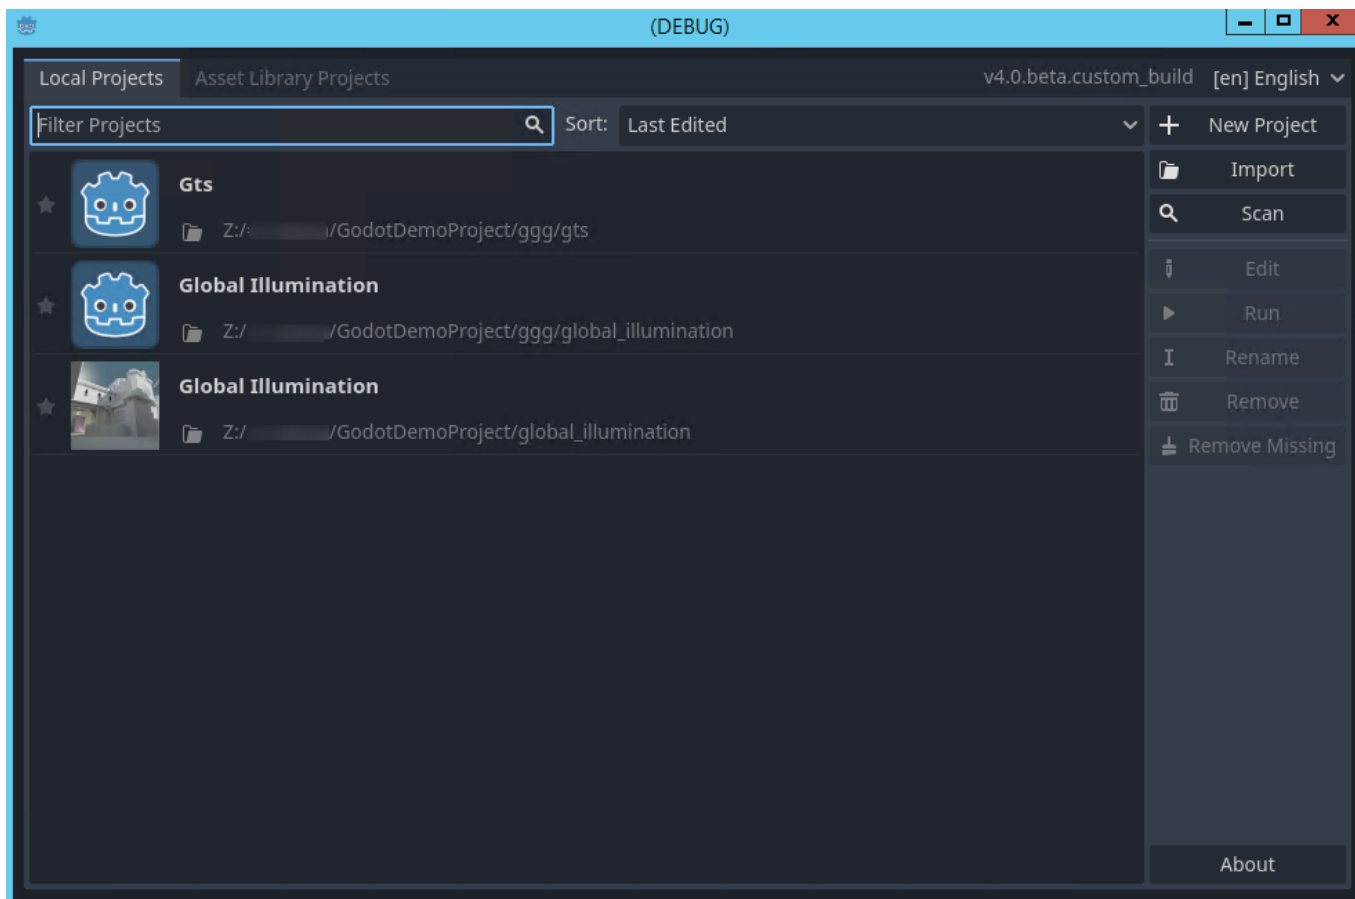 (DEBUG)
Local Projects Asset Library Projects v4.0.beta.custom_build [en] English
Filter Projects Sort: Last Edited New Project
Import
Scan
Gts
Z:/ /GodotDemoProject/ggg/gts
Global Illumination
Z:/ /GodotDemoProject/ggg/global_illumination
Global Illumination
Z:/ /GodotDemoProject/global_illumination
Edit
Run
Rename
Remove
Remove Missing
About